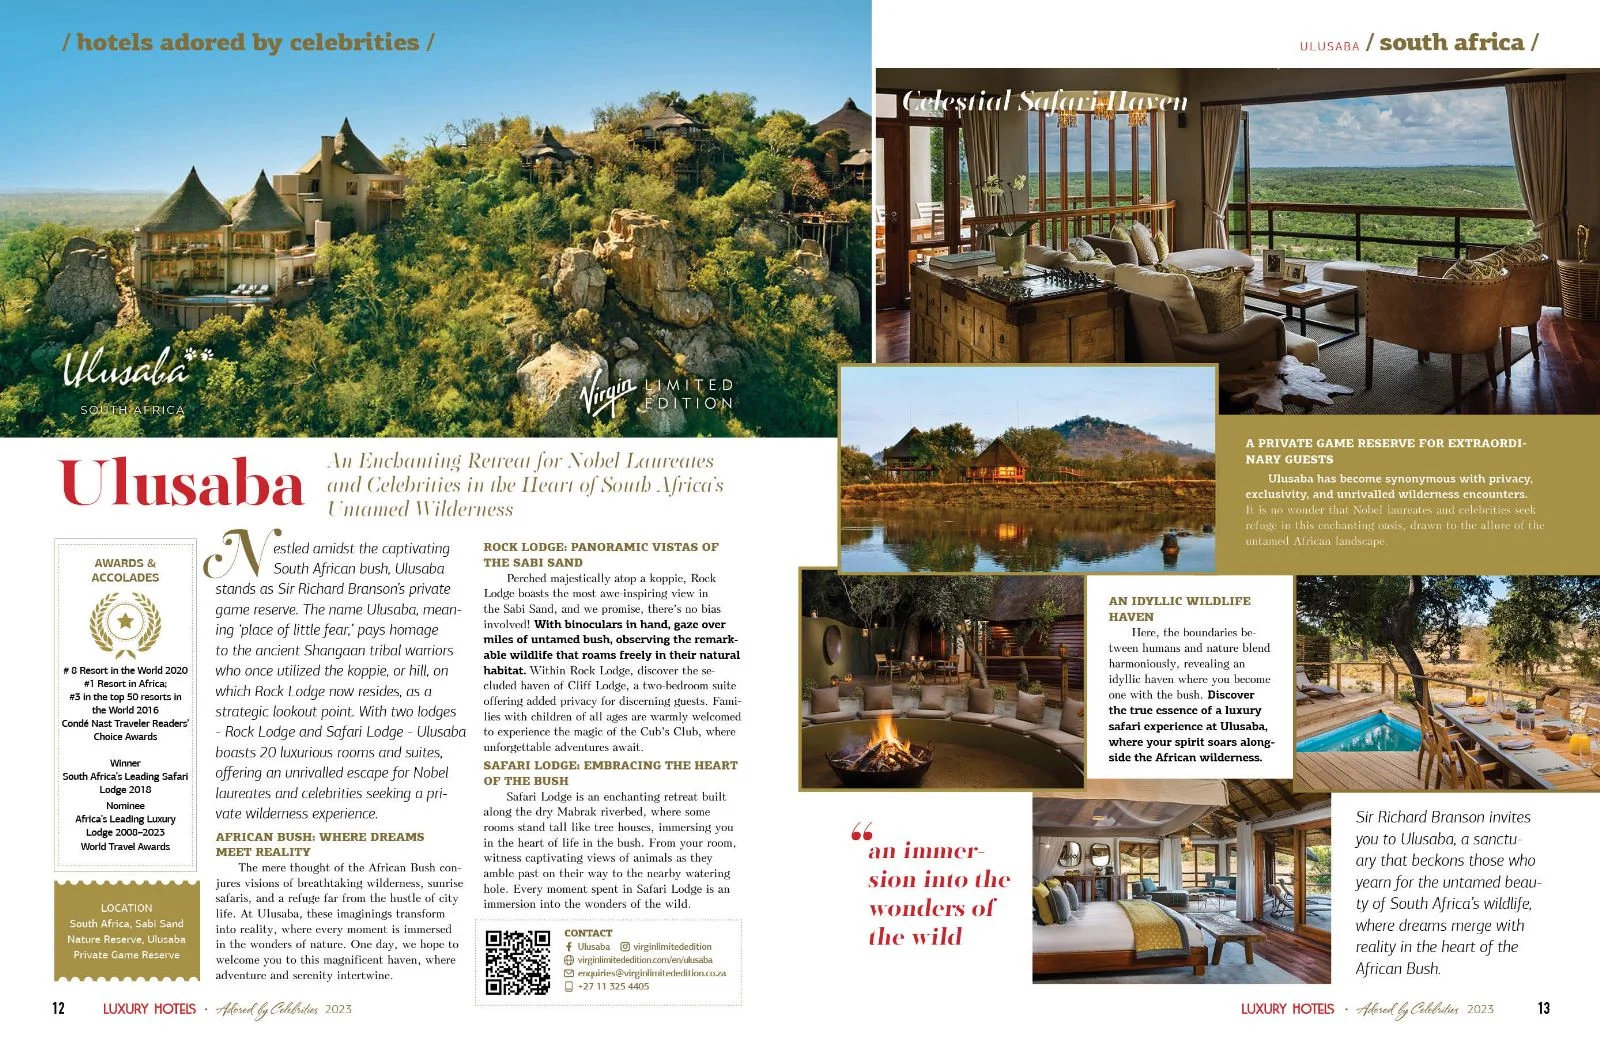 / hotels adored by celebrities /
Ulusaba
SOUTH AFRICA
Virgin LIMITED
EDITION
Ulusaba
An Enchanting Retreat for Nobel Laureates
and Celebrities in the Heart of South Africa's
Untamed Wilderness
AWARDS &
ACCOLADES
# 8 Resort in the World 2020
#1 Resort in Africa;
#3 in the top 50 resorts in
the World 2016
Condé Nast Traveler Readers'
Choice Awards
Winner
South Africa's Leading Safari
Lodge 2018
Nominee
Africa's Leading Luxury
Lodge 2008–2023
World Travel Awards
LOCATION
South Africa, Sabi Sand
Nature Reserve, Ulusaba
Private Game Reserve
Nestled amidst the captivating
South African bush, Ulusaba
stands as Sir Richard Branson's private
game reserve. The name Ulusaba, mean-
ing 'place of little fear,' pays homage
to the ancient Shangaan tribal warriors
who once utilized the koppie, or hill, on
which Rock Lodge now resides, as a
strategic lookout point. With two lodges
- Rock Lodge and Safari Lodge - Ulusaba
boasts 20 luxurious rooms and suites,
offering an unrivalled escape for Nobel
laureates and celebrities seeking a pri-
vate wilderness experience.
AFRICAN BUSH: WHERE DREAMS
MEET REALITY
The mere thought of the African Bush con-
jures visions of breathtaking wilderness, sunrise
safaris, and a refuge far from the hustle of city
life. At Ulusaba, these imaginings transform
into reality, where every moment is immersed
in the wonders of nature. One day, we hope to
welcome you to this magnificent haven, where
adventure and serenity intertwine.
ROCK LODGE: PANORAMIC VISTAS OF
THE SABI SAND
Perched majestically atop a koppie, Rock
Lodge boasts the most awe-inspiring view in
the Sabi Sand, and we promise, there's no bias
involved! With binoculars in hand, gaze over
miles of untamed bush, observing the remark-
able wildlife that roams freely in their natural
habitat. Within Rock Lodge, discover the se-
cluded haven of Cliff Lodge, a two-bedroom suite
offering added privacy for discerning guests. Fami-
lies with children of all ages are warmly welcomed
to experience the magic of the Cub's Club, where
unforgettable adventures await.
SAFARI LODGE: EMBRACING THE HEART
OF THE BUSH
Safari Lodge is an enchanting retreat built
along the dry Mabrak riverbed, where some
rooms stand tall like tree houses, immersing you
in the heart of life in the bush. From your room,
witness captivating views of animals as they
amble past on their way to the nearby watering
hole. Every moment spent in Safari Lodge is an
immersion into the wonders of the wild.
CONTACT
Ulusaba virginlimitededition
virginlimitededition.com/en/ulusaba
enquiries@virginlimitededition.co.za
+27 11 325 4405
12 LUXURY HOTELS · Adored by Celebrities 2023
ULUSABA / south africa /
Celestial Safari Haven
A PRIVATE GAME RESERVE FOR EXTRAORDI-
NARY GUESTS
Ulusaba has become synonymous with privacy,
exclusivity, and unrivalled wilderness encounters.
It is no wonder that Nobel laureates and celebrities seek
refuge in this enchanting oasis, drawn to the allure of the
untamed African landscape.
AN IDYLLIC WILDLIFE
HAVEN
Here, the boundaries be-
tween humans and nature blend
harmoniously, revealing an
idyllic haven where you become
one with the bush. Discover
the true essence of a luxury
safari experience at Ulusaba,
where your spirit soars along-
side the African wilderness.
“an immer-
sion into the
wonders of
the wild
Sir Richard Branson invites
you to Ulusaba, a sanctu-
ary that beckons those who
yearn for the untamed beau-
ty of South Africa's wildlife,
where dreams merge with
reality in the heart of the
African Bush.
LUXURY HOTELS · Adored by Celebrities 2023 13